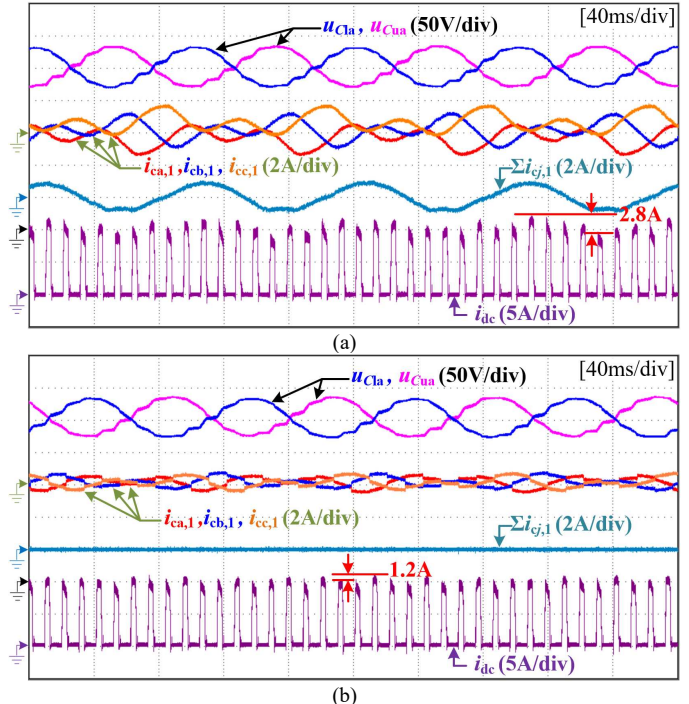 [40ms/div]
uCla , uCua (50V/div)
ica,1 ,icb,1 , icc,1 (2A/div)
Σicj,1 (2A/div)
2.8A
idc (5A/div)
(a)
[40ms/div]
uCla , uCua (50V/div)
ica,1 ,icb,1 , icc,1 (2A/div)
Σicj,1 (2A/div)
1.2A
idc (5A/div)
(b)